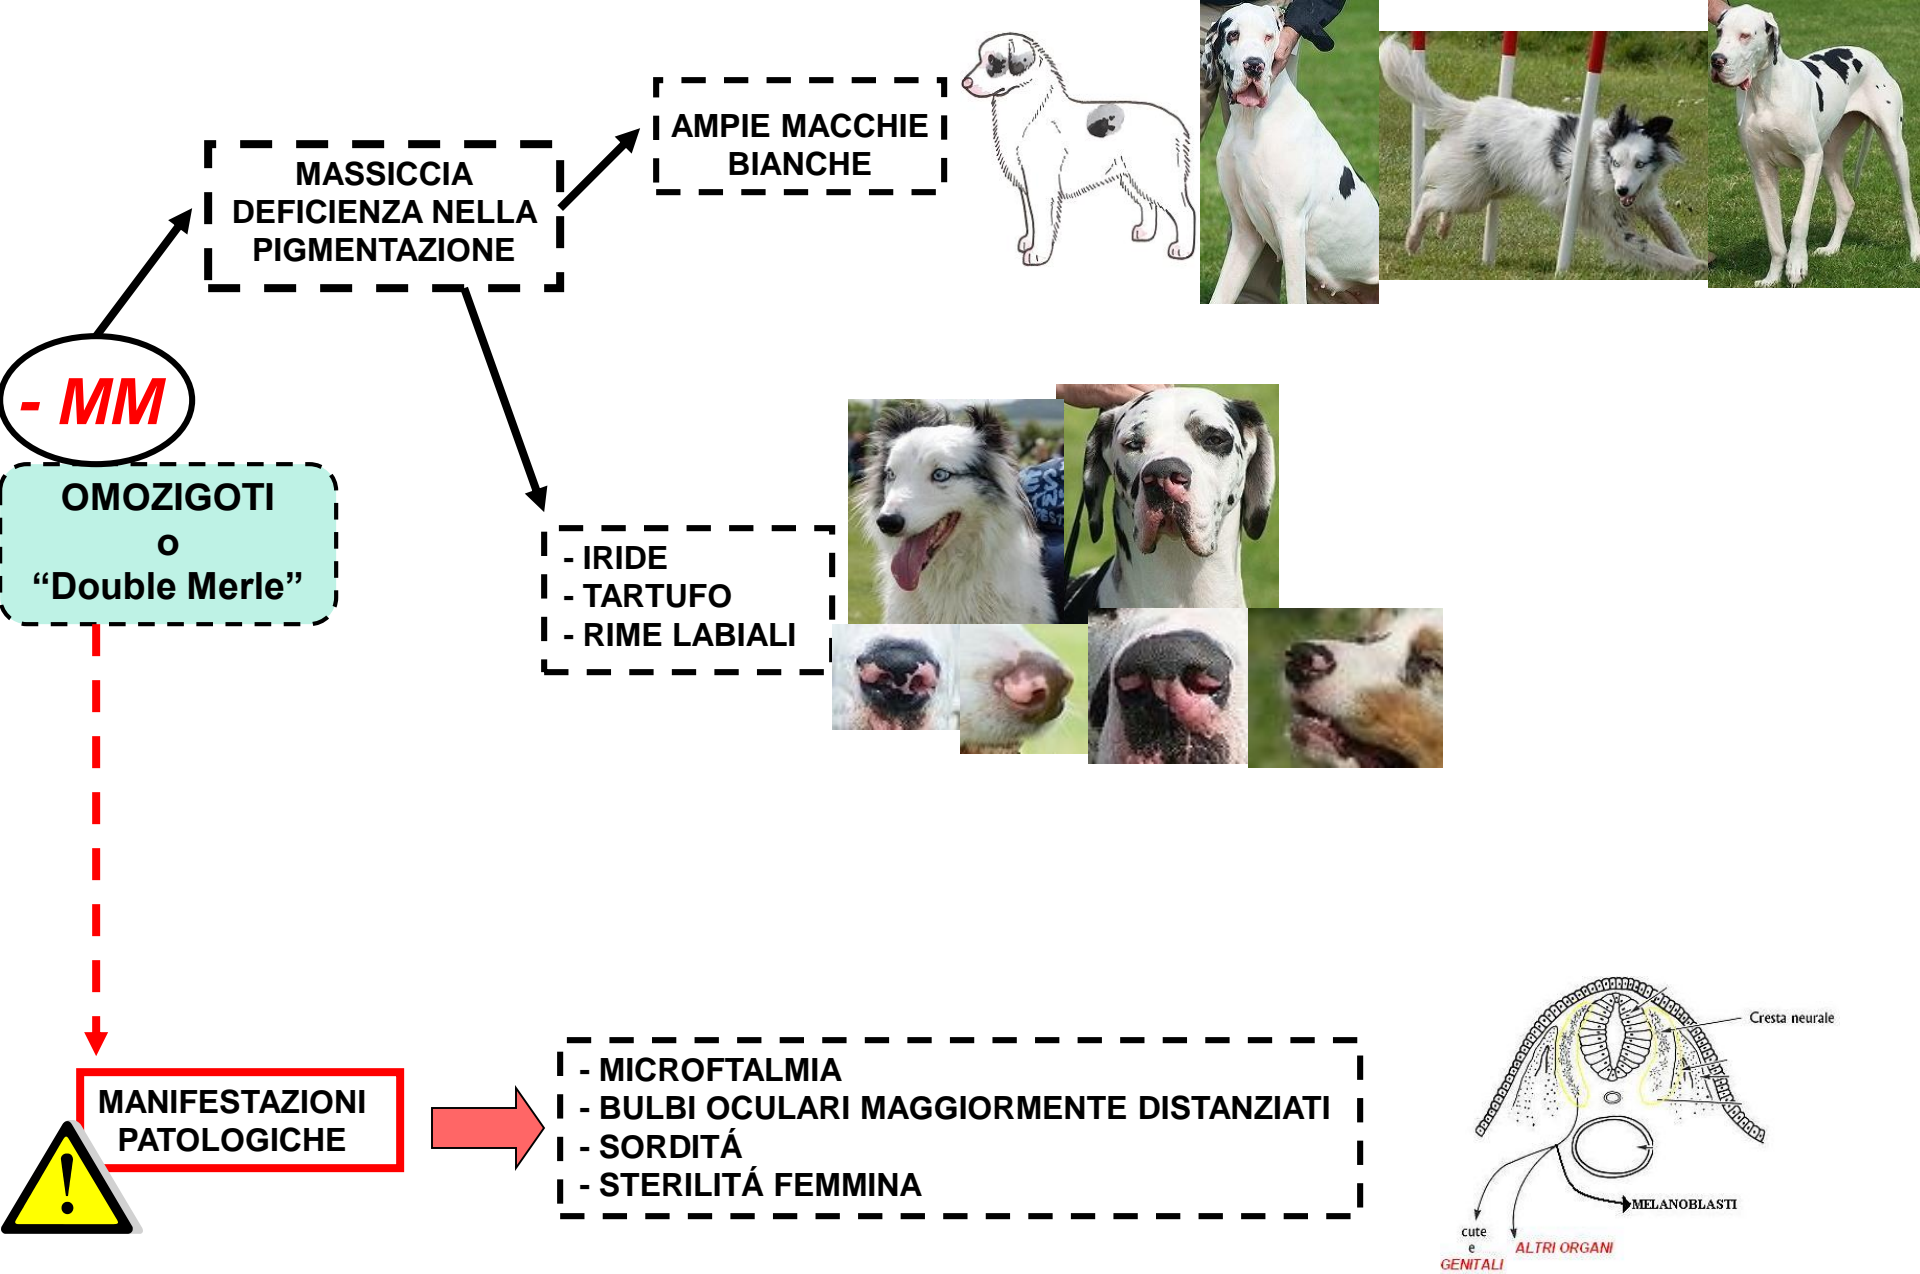 AMPIE MACCHIE
BIANCHE
MASSICCIA
DEFICIENZA NELLA
PIGMENTAZIONE
- MM
OMOZIGOTI
o
“Double Merle”
- IRIDE
- TARTUFO
- RIME LABIALI
MANIFESTAZIONI
PATOLOGICHE
!
- MICROFTALMIA
- BULBI OCULARI MAGGIORMENTE DISTANZIATI
- SORDITÁ
- STERILITÁ FEMMINA
Cresta neurale
MELANOBLASTI
cute
e
GENITALI
ALTRI ORGANI